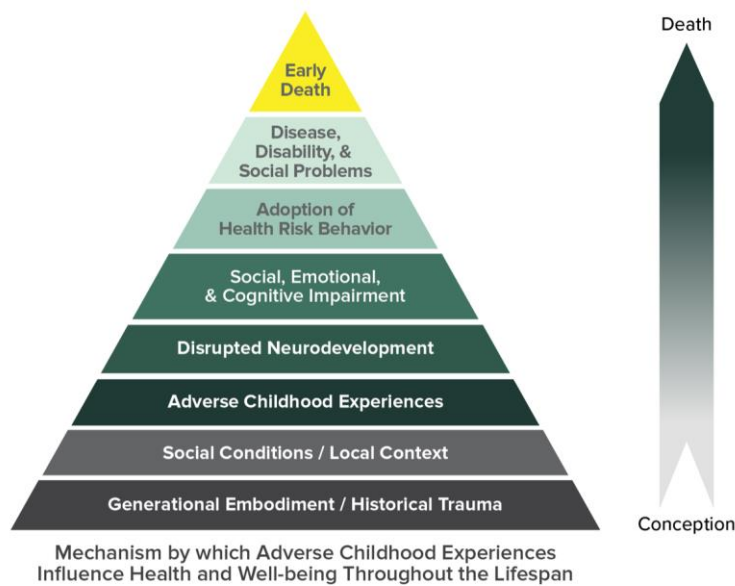 Death
Early
Death
Disease,
Disability, &
Social Problems
Adoption of
Health Risk Behavior
Social, Emotional,
& Cognitive Impairment
Disrupted Neurodevelopment
Adverse Childhood Experiences
Social Conditions / Local Context
Generational Embodiment / Historical Trauma
Conception
Mechanism by which Adverse Childhood Experiences
Influence Health and Well-being Throughout the Lifespan